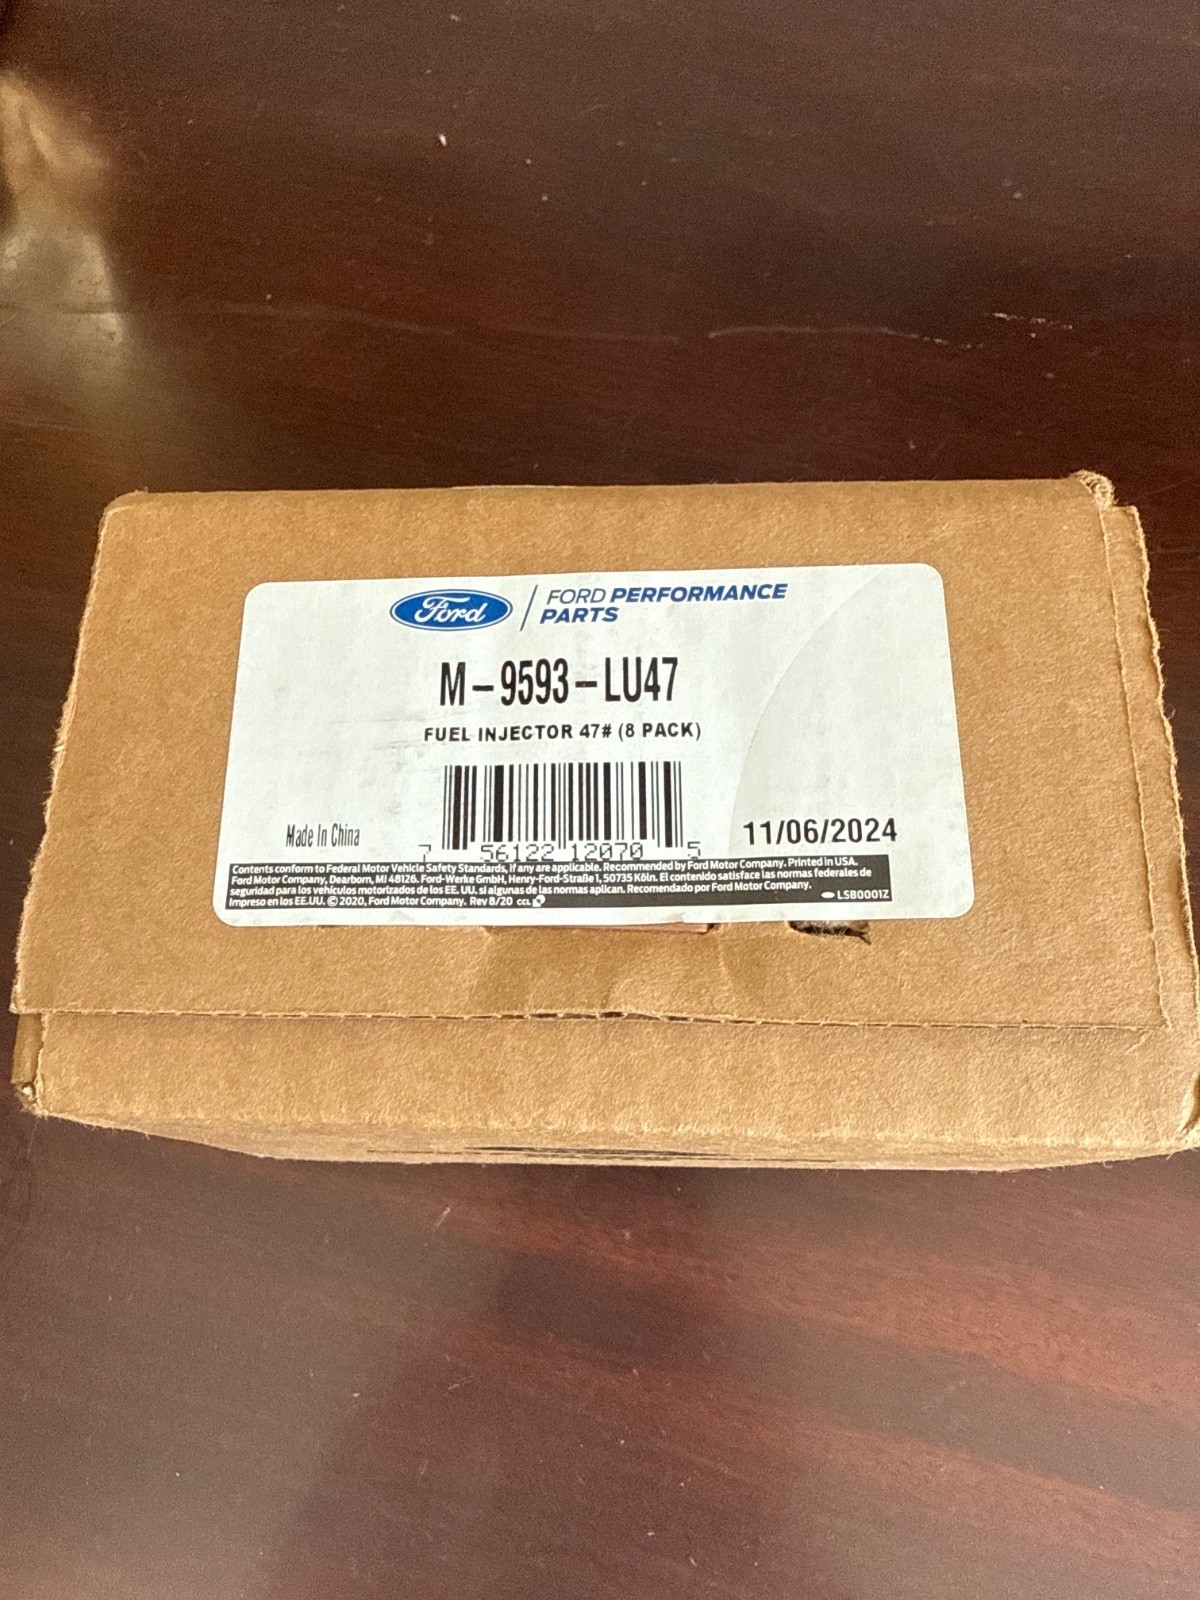 Ford
FORD PERFORMANCE
PARTS
M-9593-LU47
FUEL INJECTOR 47# (8 PACK)
Made In China
7 56122 12070 5
11/06/2024
Contents conform to Federal Motor Vehicle Safety Standards, if any are applicable. Recommended by Ford Motor Company. Printed in USA.
Ford Motor Company, Dearborn, MI 48126. Ford-Werke GmbH, Henry-Ford-Straße 1, 50735 Köln. El contenido satisface las normas federales de
seguridad para los vehículos motorizados de los EE. UU. si algunas de las normas aplican. Recomendado por Ford Motor Company.
Impreso en los EE.UU. © 2020, Ford Motor Company. Rev 8/20 CCL
LSB0001Z